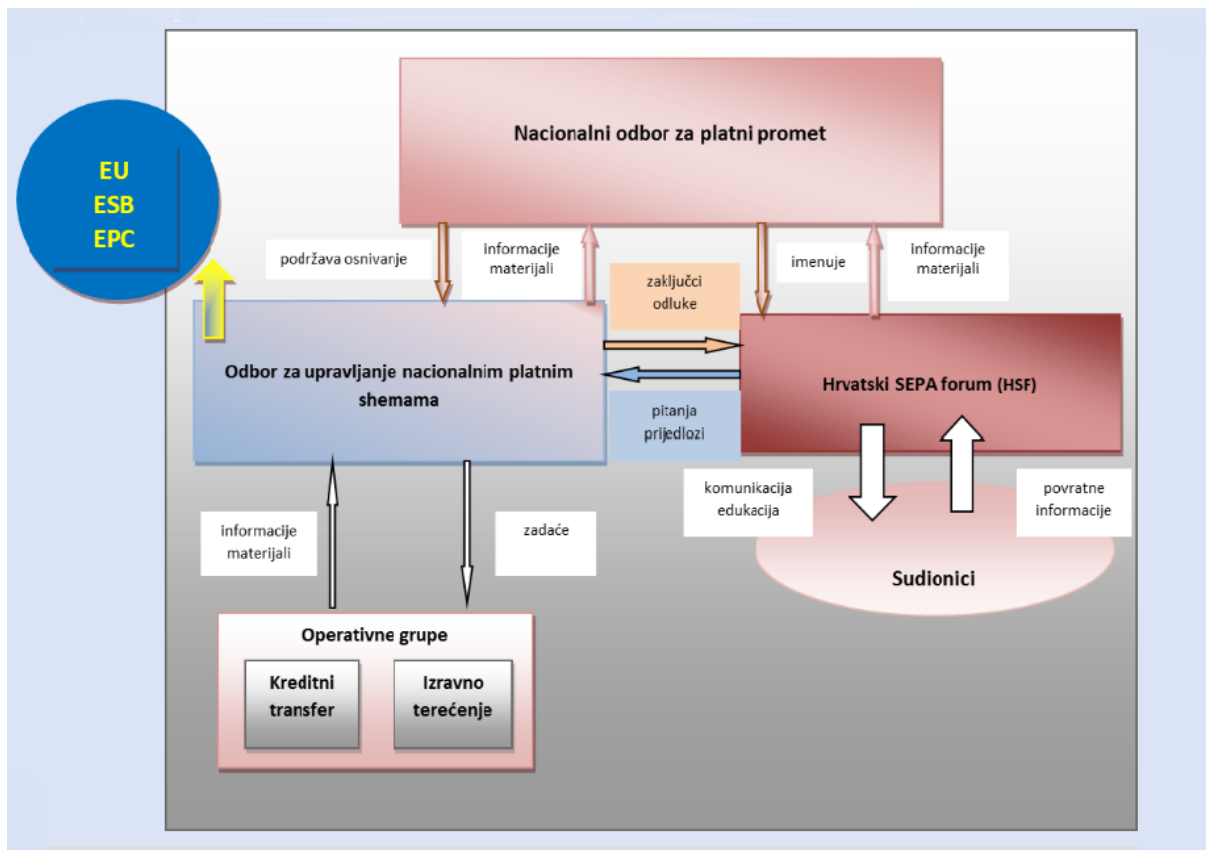 Nacionalni odbor za platni promet
EU
ESB
EPC
podržava osnivanje
informacije
materijali
zaključci
odluke
imenuje
informacije
materijali
Odbor za upravljanje nacionalnim platnim
shemama
Hrvatski SEPA forum (HSF)
pitanja
prijedlozi
komunikacija
edukacija
povratne
informacije
informacije
materijali
zadaće
Sudionici
Operativne grupe
Kreditni
transfer
Izravno
terećenje